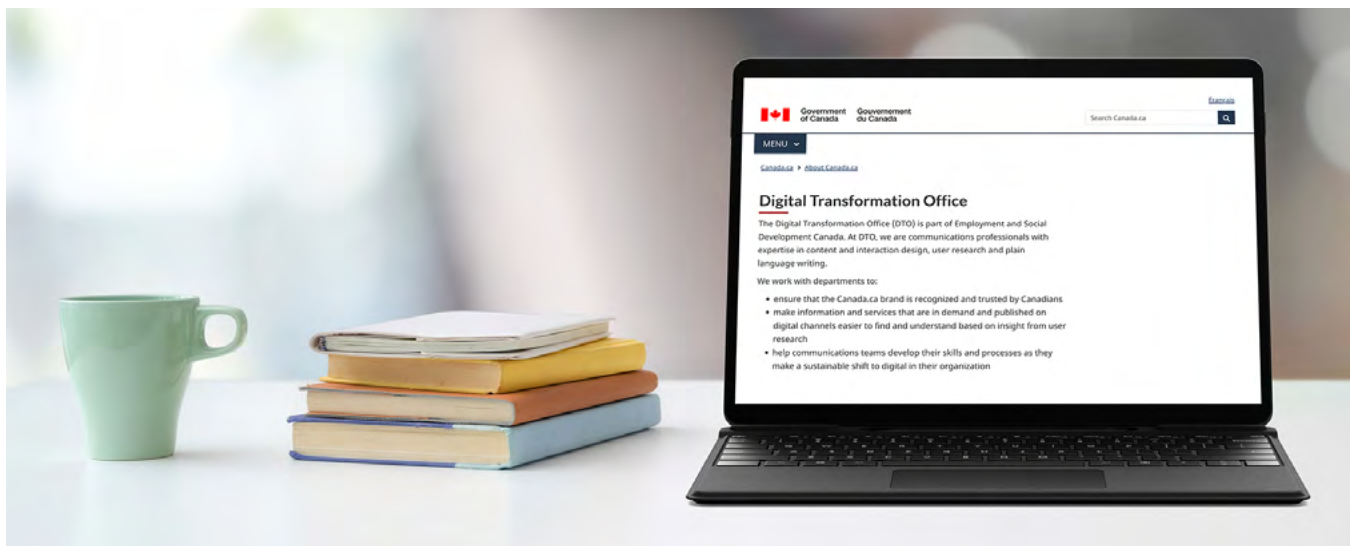 Français
Government Gouvernement
of Canada du Canada
Search Canada.ca
MENU
Canada.ca > About Canada.ca
Digital Transformation Office
The Digital Transformation Office (DTO) is part of Employment and Social
Development Canada. At DTO, we are communications professionals with
expertise in content and interaction design, user research and plain
language writing.
We work with departments to:
• ensure that the Canada.ca brand is recognized and trusted by Canadians
• make information and services that are in demand and published on
digital channels easier to find and understand based on insight from user
research
• help communications teams develop their skills and processes as they
make a sustainable shift to digital in their organization